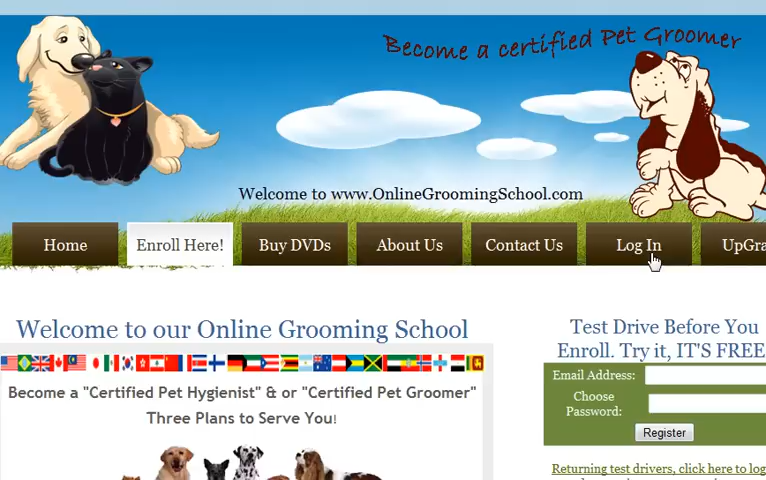 Become a certified Pet Groomer
Welcome to www.OnlineGroomingSchool.com
Home
Enroll Here!
Buy DVDs
About Us
Contact Us
Log In
Welcome to our Online Grooming School
Become a "Certified Pet Hygienist" & or "Certified Pet Groomer"
Three Plans to Serve You!
Test Drive Before You
Enroll. Try it, IT'S FREE
Email Address:
Choose
Password:
Register
Returning test drivers, click here to log